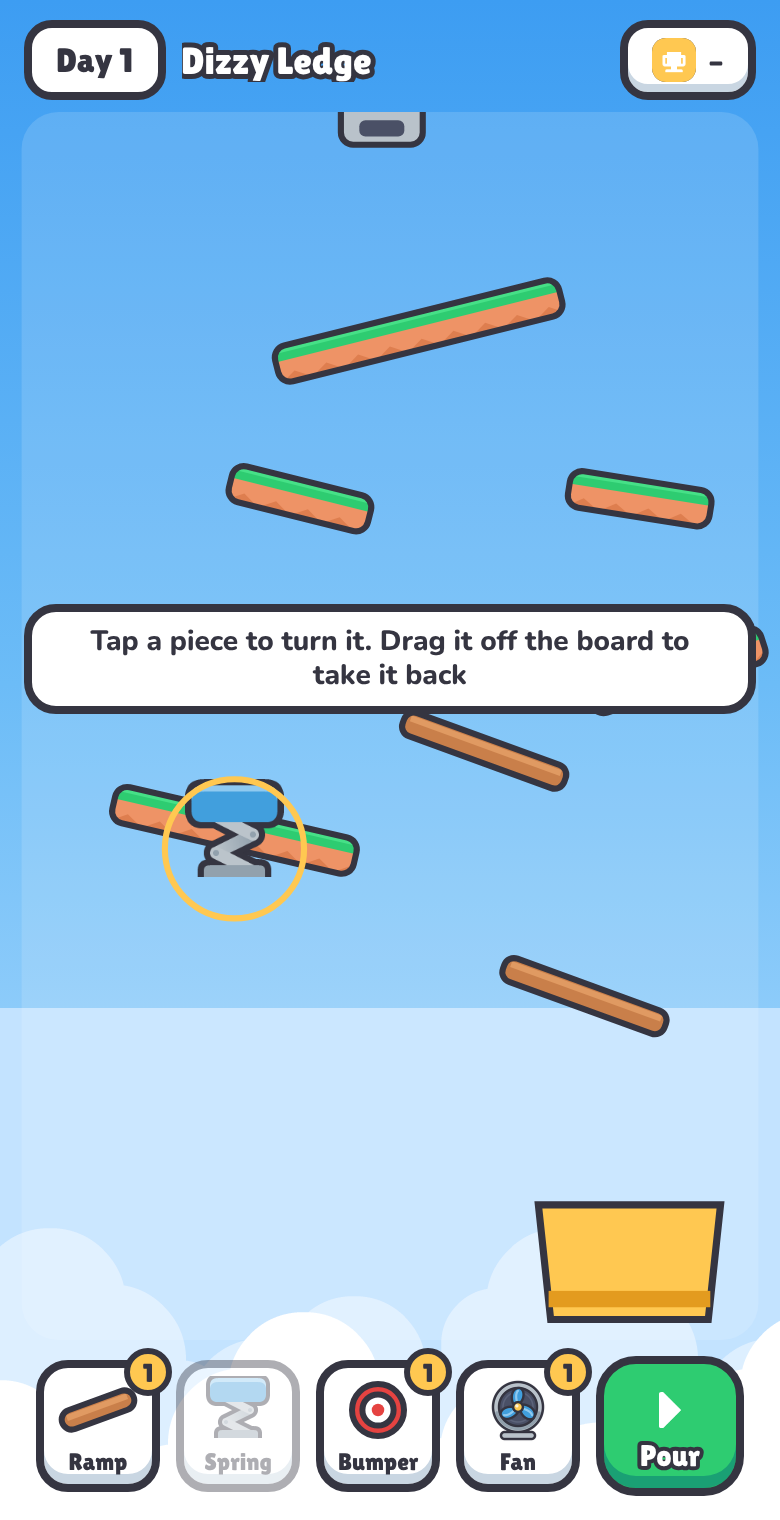 Day 1
Dizzy Ledge
-
Tap a piece to turn it. Drag it off the board to
take it back
1
1
1
Ramp
Spring
Bumper
Fan
Pour